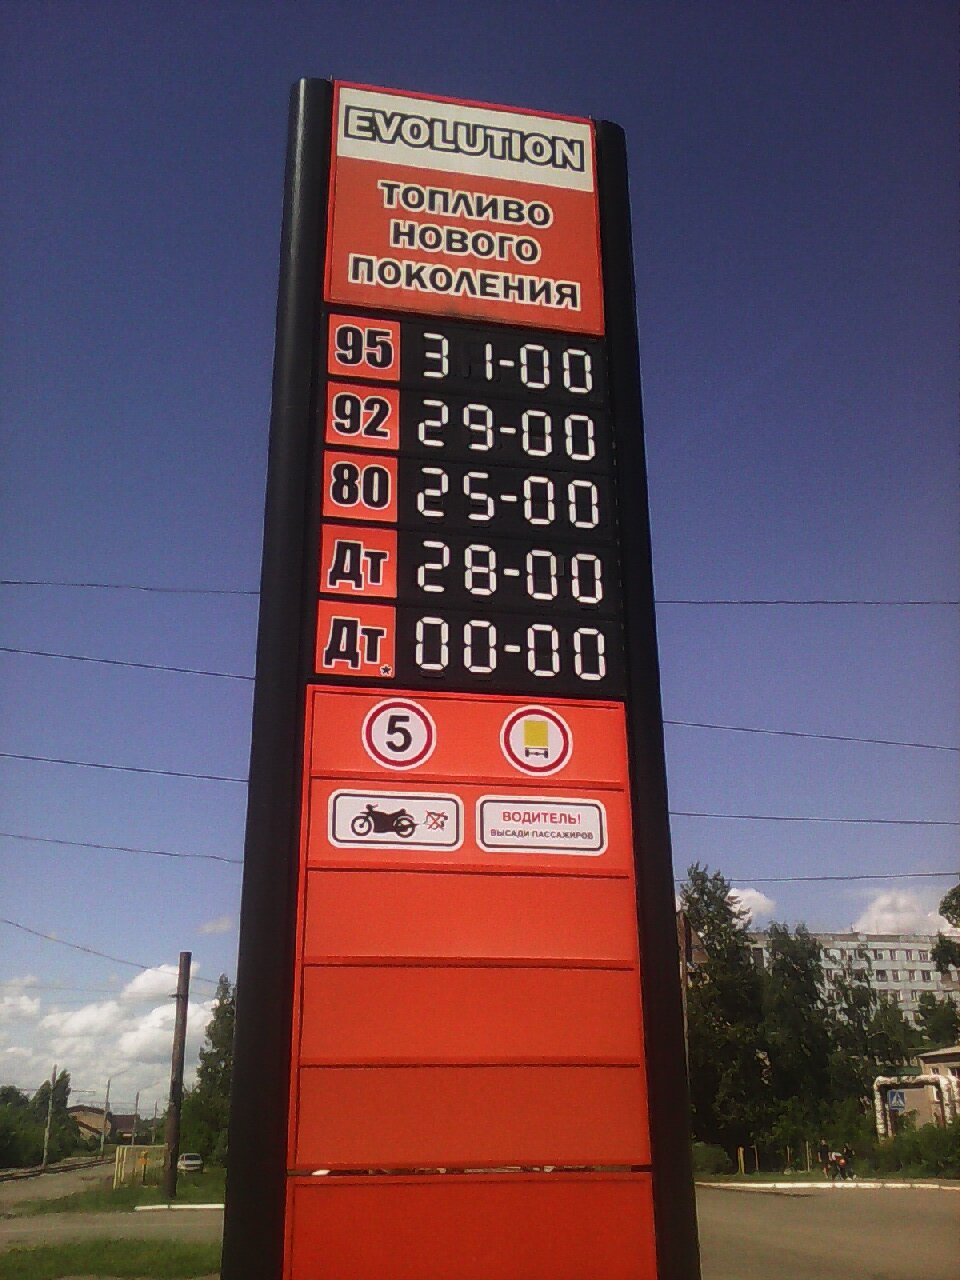 EVOLUTION
ТОПЛИВО
НОВОГО
ПОКОЛЕНИЯ
95 31-00
92 29-00
80 25-00
Дт 28-00
Дт* 00-00
5
ВОДИТЕЛЬ!
ВЫСАДИ ПАССАЖИРОВ